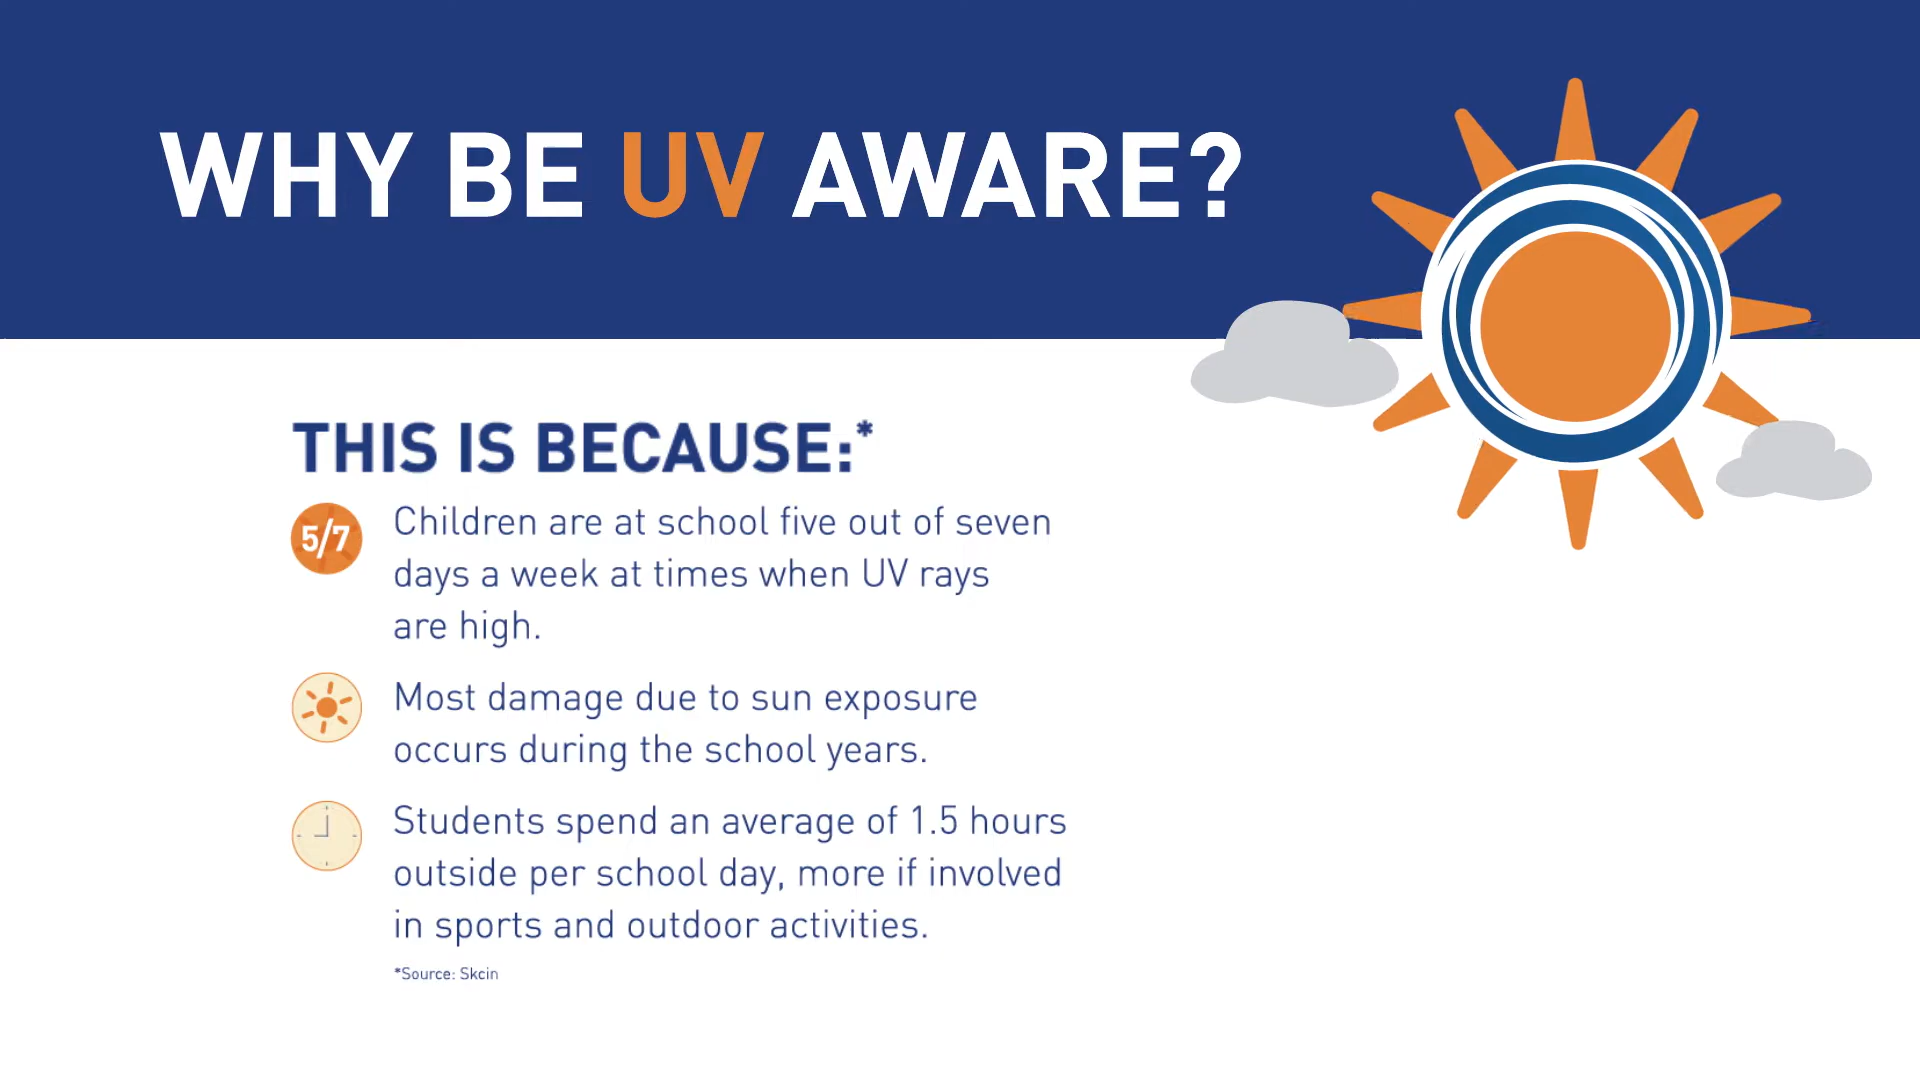 WHY BE UV AWARE?
THIS IS BECAUSE:*
5/7
Children are at school five out of seven
days a week at times when UV rays
are high.
Most damage due to sun exposure
occurs during the school years.
Students spend an average of 1.5 hours
outside per school day, more if involved
in sports and outdoor activities.
*Source: Skcin